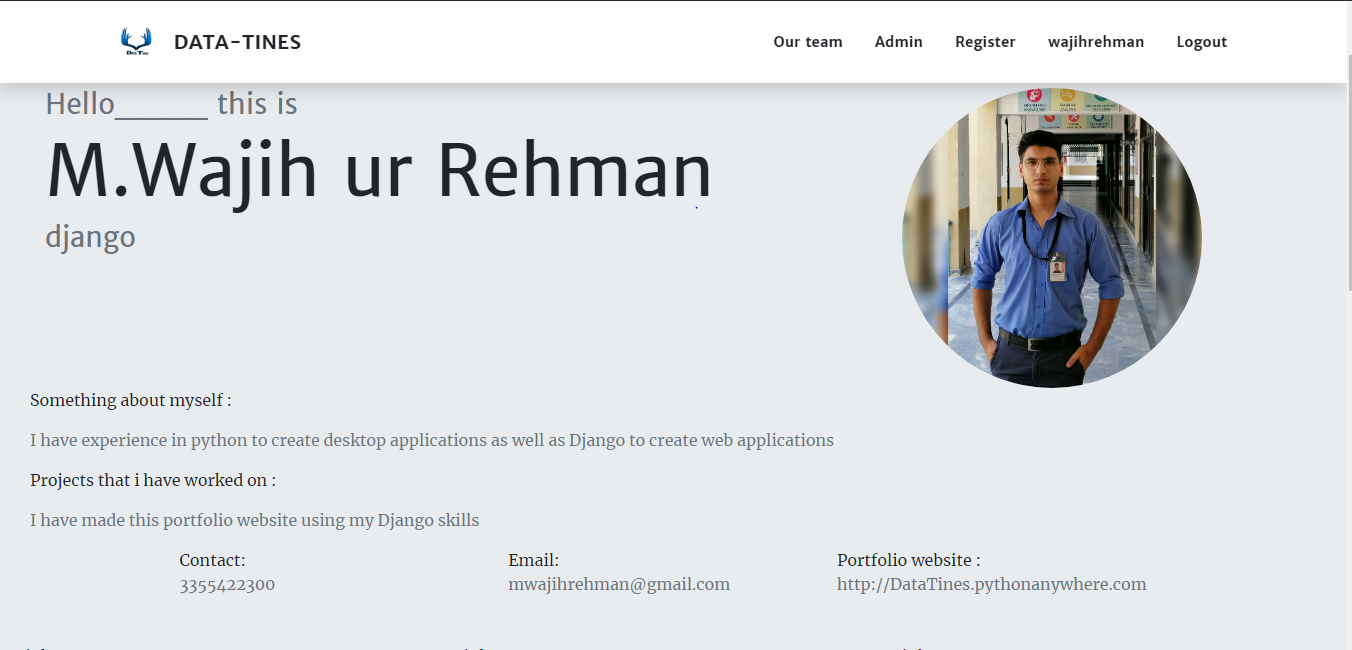 DATA-TINES
Our team Admin Register wajihrehman Logout
Hello_____ this is
M.Wajih ur Rehman
django
Something about myself :
I have experience in python to create desktop applications as well as Django to create web applications
Projects that i have worked on :
I have made this portfolio website using my Django skills
Contact: Email: Portfolio website :
3355422300 mwajihrehman@gmail.com http://DataTines.pythonanywhere.com